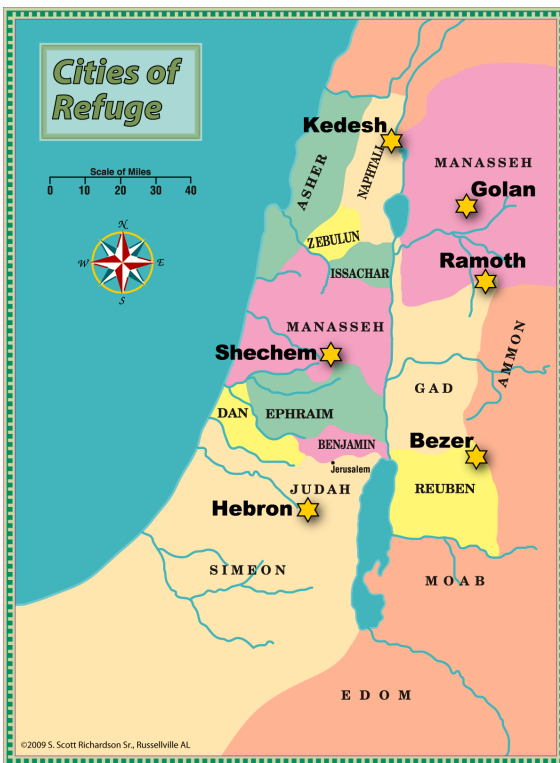 Cities of
Refuge
Scale of Miles
0 10 20 30 40
N
W E
S
Kedesh
NAPHTALI
ASHER
MANASSEH
Golan
ZEBULUN
ISSACHAR
Ramoth
MANASSEH
Shechem
AMMON
GAD
DAN
EPHRAIM
BENJAMIN
Bezer
Jerusalem
JUDAH
REUBEN
Hebron
SIMEON
MOAB
EDOM
©2009 S. Scott Richardson Sr., Russellville AL